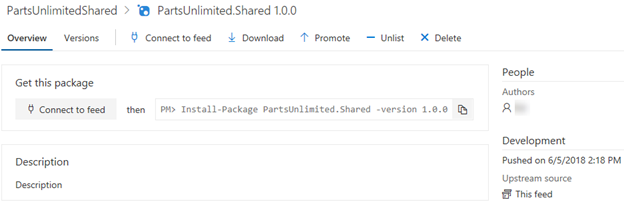 PartsUnlimitedShared > PartsUnlimited.Shared 1.0.0
Overview Versions Connect to feed Download Promote Unlist Delete
Get this package
Connect to feed then PM> Install-Package PartsUnlimited.Shared -version 1.0.0
Description
Description
People
Authors
Development
Pushed on 6/5/2018 2:18 PM
Upstream source
This feed